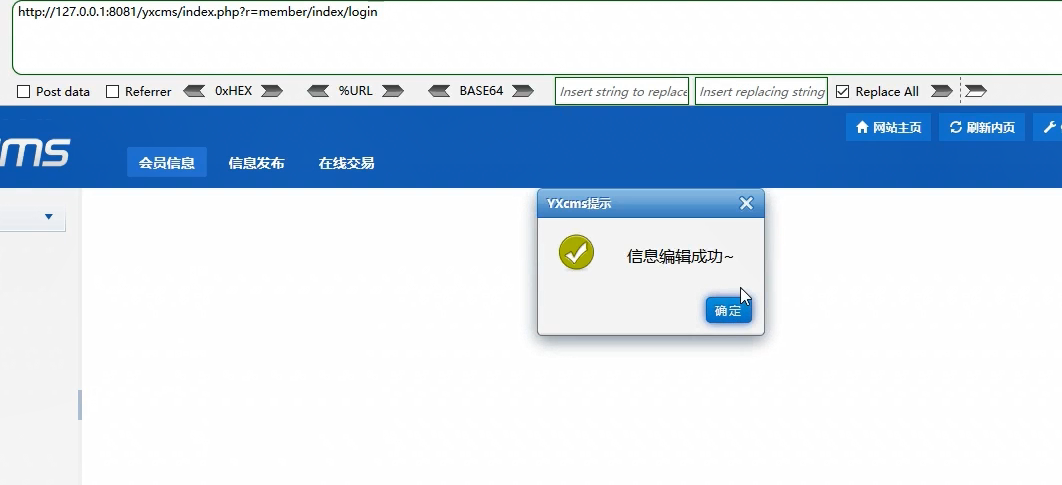 http://127.0.0.1:8081/yxcms/index.php?r=member/index/login
Post data Referrer 0xHEX %URL BASE64 Insert string to replace Insert replacing string Replace All
网站主页 刷新内页
cms
会员信息 信息发布 在线交易
YXcms提示
信息编辑成功~
确定